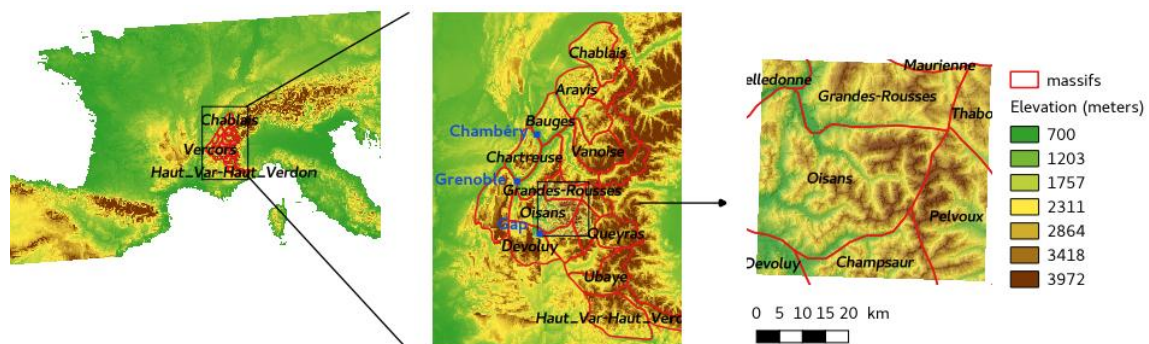 Chablais
Vercors
Haut_Var-Haut_Verdon
Chablais
Aravis
Bauges
Chambéry
Chartreuse
Vanoise
Grenoble
Grandes-Rousses
Oisans
Gap
Queyras
Devoluy
Ubaye
Haut_Var-Haut_Verd
Maurienne
elledonne
Grandes-Rousses
Thabo
Oisans
Pelvoux
Devoluy
Champsaur
massifs
Elevation (meters)
700
1203
1757
2311
2864
3418
3972
0 5 10 15 20 km